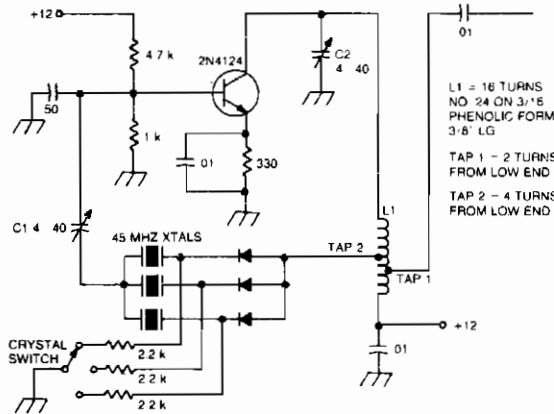 +12
4.7 k
2N4124
C2
4 40
01
50
1 k
01
330
L1 = 16 TURNS
NO 24 ON 3/16
PHENOLIC FORM
3/8' LG
TAP 1 – 2 TURNS
FROM LOW END
TAP 2 – 4 TURNS
FROM LOW END
C1 4 40
45 MHZ XTALS
L1
TAP 2
TAP 1
CRYSTAL
SWITCH
2.2 k
2.2 k
2.2 k
+12
01